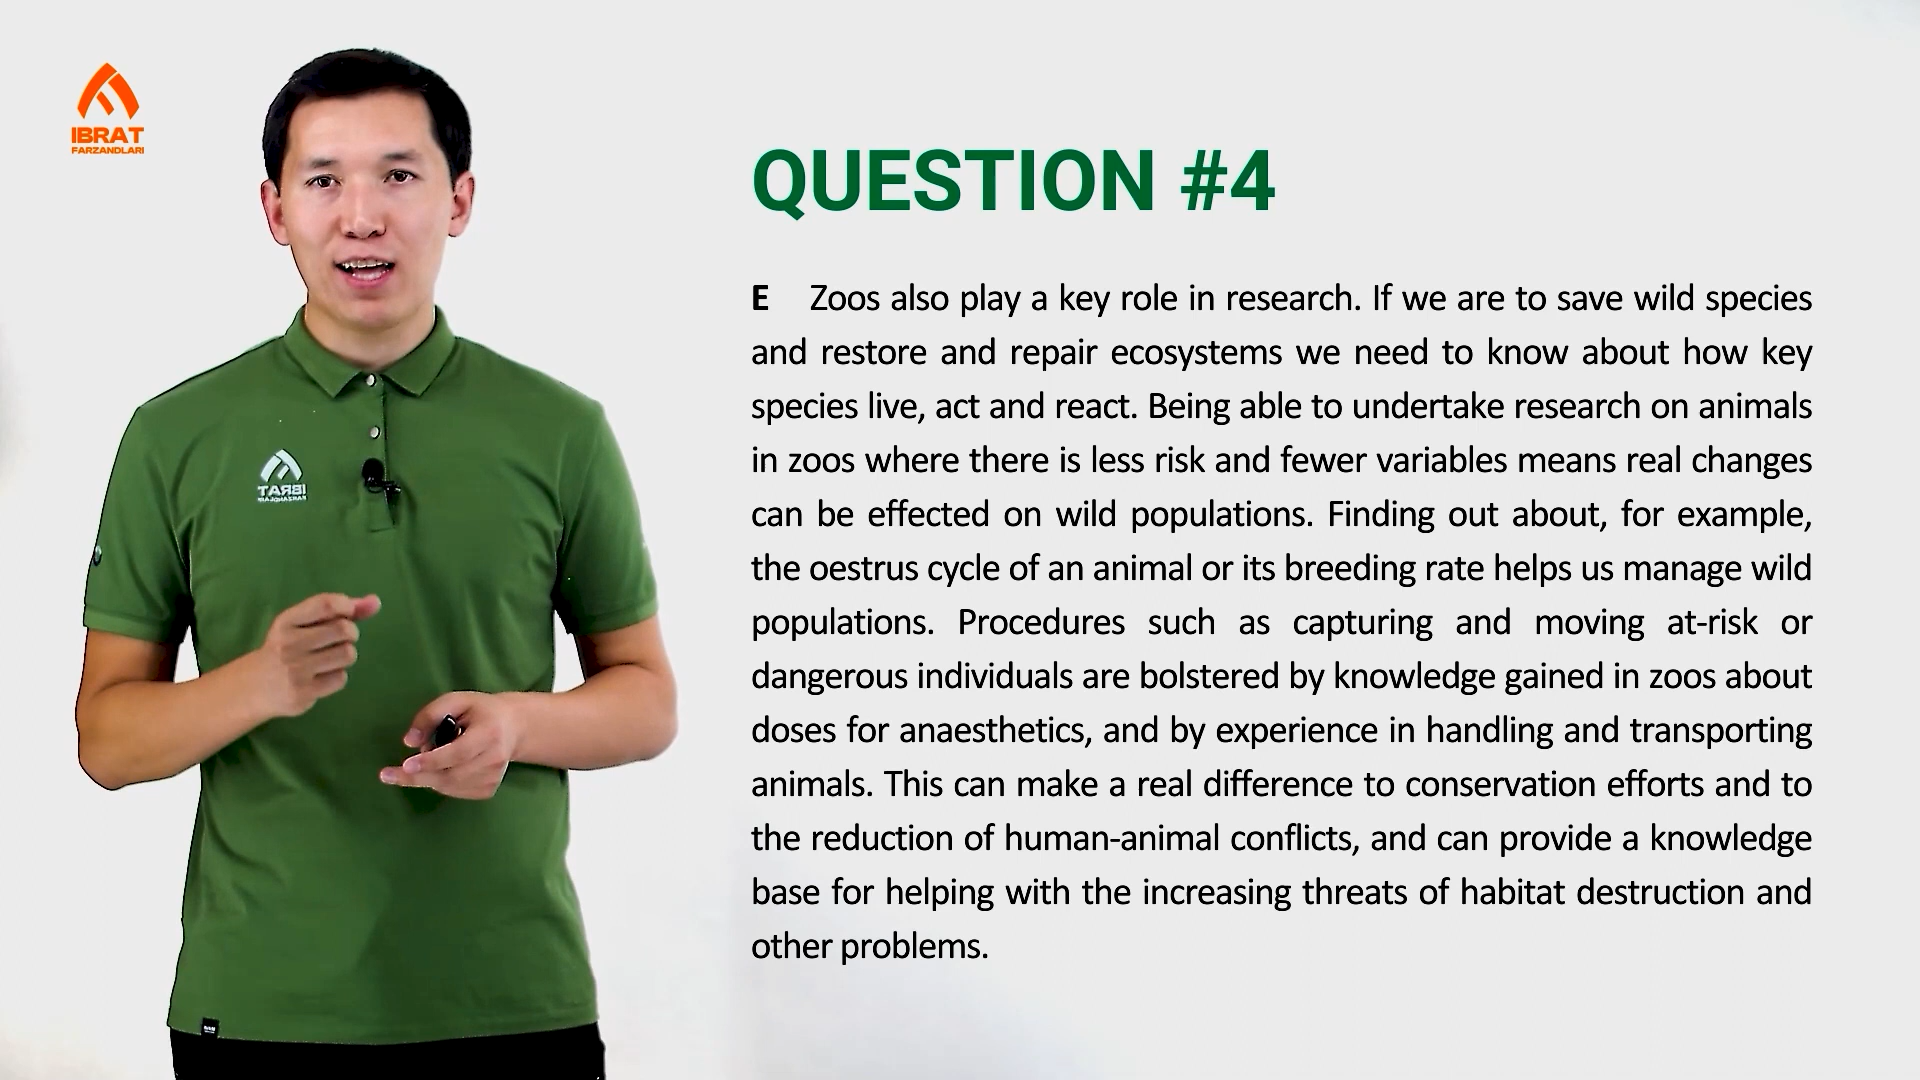 IBRAT
FARZANDLARI
QUESTION #4
E Zoos also play a key role in research. If we are to save wild species
and restore and repair ecosystems we need to know about how key
species live, act and react. Being able to undertake research on animals
in zoos where there is less risk and fewer variables means real changes
can be effected on wild populations. Finding out about, for example,
the oestrus cycle of an animal or its breeding rate helps us manage wild
populations. Procedures such as capturing and moving at-risk or
dangerous individuals are bolstered by knowledge gained in zoos about
doses for anaesthetics, and by experience in handling and transporting
animals. This can make a real difference to conservation efforts and to
the reduction of human-animal conflicts, and can provide a knowledge
base for helping with the increasing threats of habitat destruction and
other problems.
IBRAT
FARZANDLARI